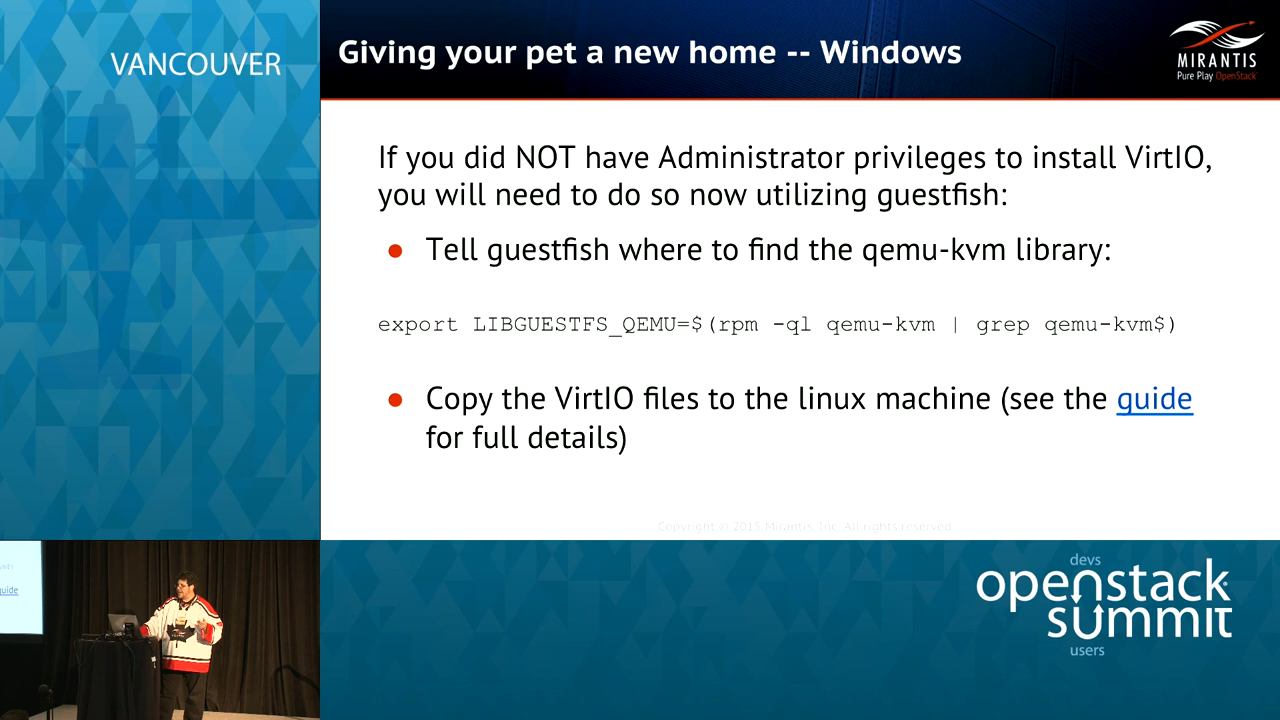 VANCOUVER
Giving your pet a new home -- Windows
MIRANTIS
Pure Play OpenStack
If you did NOT have Administrator privileges to install VirtIO,
you will need to do so now utilizing guestfish:
● Tell guestfish where to find the qemu-kvm library:
export LIBGUESTFS_QEMU=$(rpm -ql qemu-kvm | grep qemu-kvm$)
● Copy the VirtIO files to the linux machine (see the guide
for full details)
Copyright © 2015 Mirantis, Inc. All rights reserved
guide
devs
openstack
summit
users